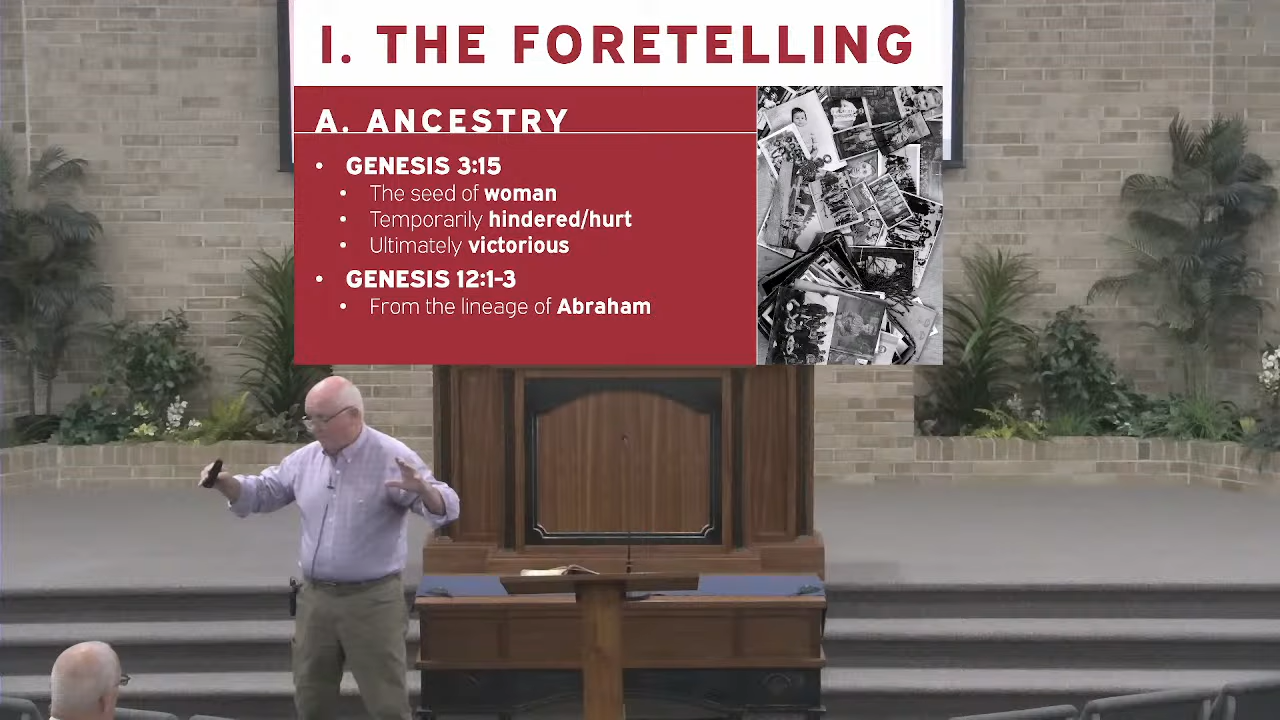 I. THE FORETELLING
A. ANCESTRY
• GENESIS 3:15
• The seed of woman
• Temporarily hindered/hurt
• Ultimately victorious
• GENESIS 12:1-3
• From the lineage of Abraham